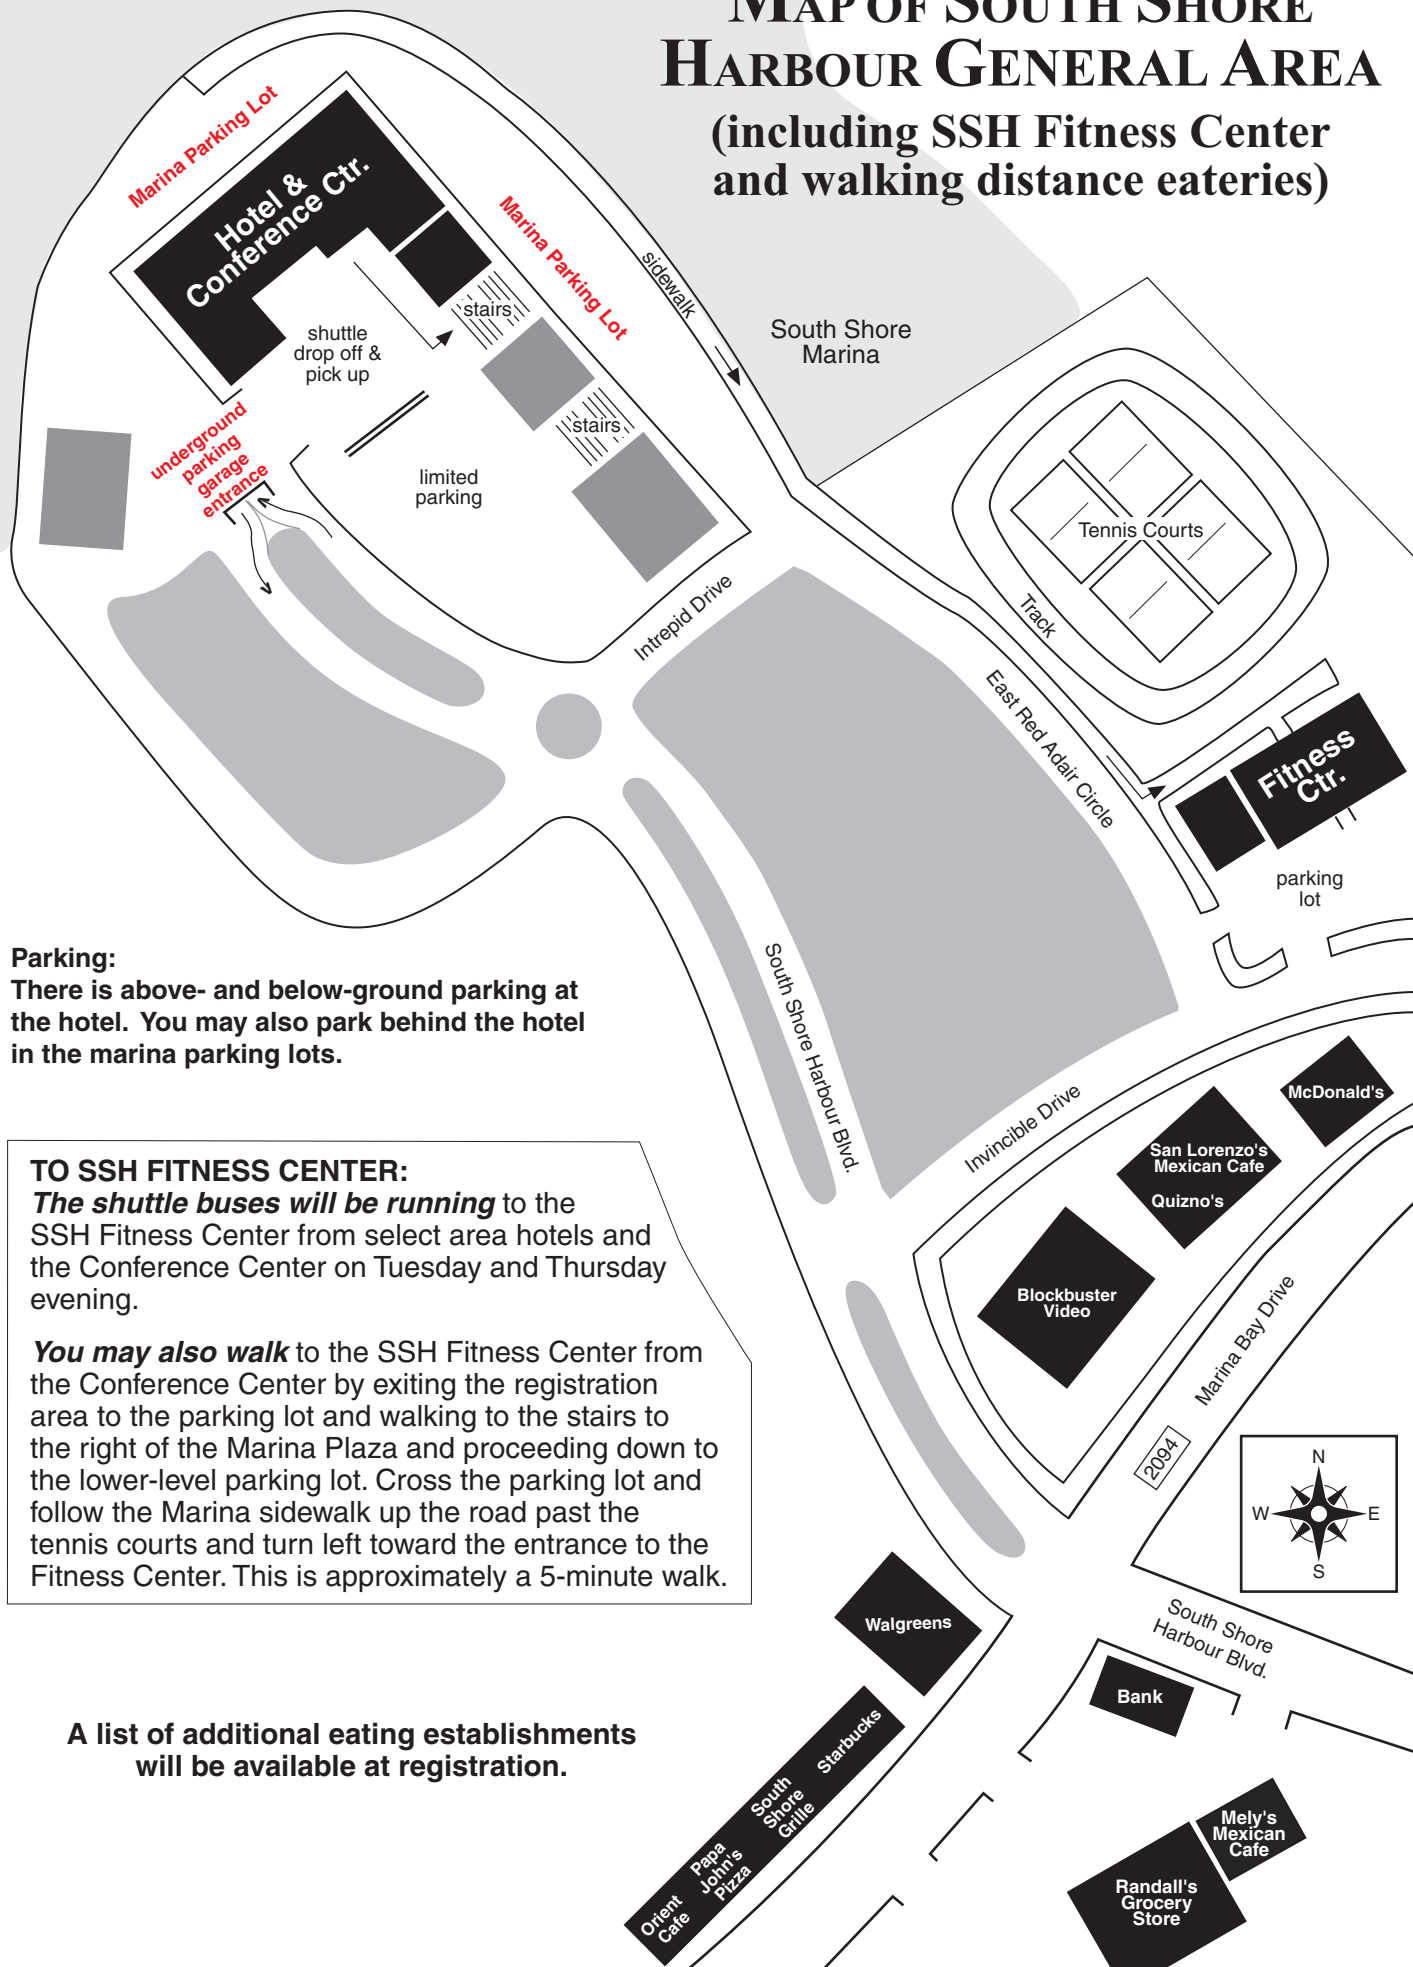 MAP OF SOUTH SHORE
HARBOUR GENERAL AREA
(including SSH Fitness Center
and walking distance eateries)
Marina Parking Lot
Hotel &
Conference Ctr.
Marina Parking Lot
sidewalk
stairs
shuttle
drop off &
pick up
South Shore
Marina
stairs
underground
parking
garage
entrance
limited
parking
Tennis Courts
Track
Intrepid Drive
East Red Adair Circle
Fitness
Ctr.
parking
lot
Parking:
There is above- and below-ground parking at
the hotel. You may also park behind the hotel
in the marina parking lots.
South Shore Harbour Blvd.
Invincible Drive
McDonald's
San Lorenzo's
Mexican Cafe
Quizno's
Blockbuster
Video
Marina Bay Drive
2094
TO SSH FITNESS CENTER:
The shuttle buses will be running to the
SSH Fitness Center from select area hotels and
the Conference Center on Tuesday and Thursday
evening.
You may also walk to the SSH Fitness Center from
the Conference Center by exiting the registration
area to the parking lot and walking to the stairs to
the right of the Marina Plaza and proceeding down to
the lower-level parking lot. Cross the parking lot and
follow the Marina sidewalk up the road past the
tennis courts and turn left toward the entrance to the
Fitness Center. This is approximately a 5-minute walk.
N
W
E
S
Walgreens
South Shore
Harbour Blvd.
Bank
A list of additional eating establishments
will be available at registration.
Starbucks
South
Shore
Grille
Papa
John's
Pizza
Orient
Cafe
Mely's
Mexican
Cafe
Randall's
Grocery
Store